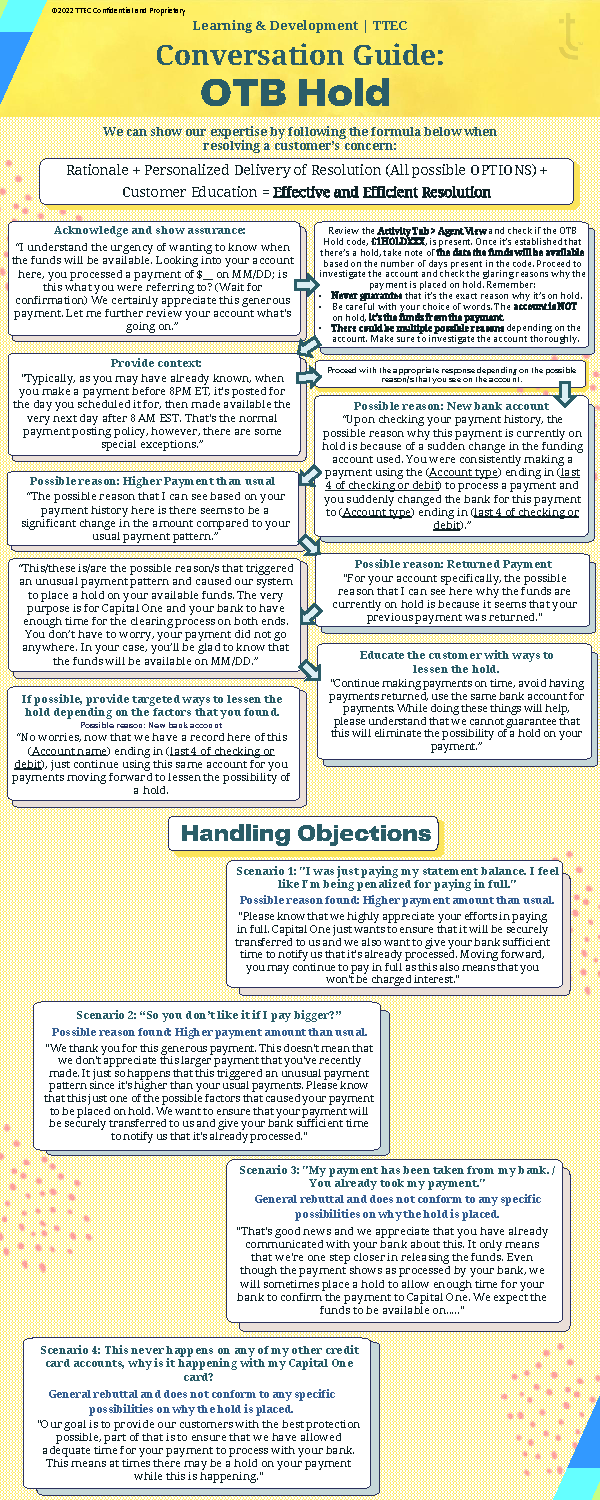 ©2022 TTEC Confidential and Proprietary
Learning & Development | TTEC
Conversation Guide:
OTB Hold
We can show our expertise by following the formula below when
resolving a customer's concern:
Rationale + Personalized Delivery of Resolution (All possible OPTIONS) +
Customer Education = Effective and Efficient Resolution
Acknowledge and show assurance:
"I understand the urgency of wanting to know when
the funds will be available. Looking into your account
here, you processed a payment of $__ on MM/DD; is
this what you were referring to? (Wait for
confirmation) We certainly appreciate this generous
payment. Let me further review your account what's
going on."
Review the Activity Tab > Agent View and check if the OTB
Hold code, £1HOLDXXX, is present. Once it's established that
there's a hold, take note of the date the funds will be available
based on the number of days present in the code. Proceed to
investigate the account and check the glaring reasons why the
payment is placed on hold. Remember:
• Never guarantee that it's the exact reason why it's on hold.
• Be careful with your choice of words. The account is NOT
on hold, it's the funds from the payment.
• There could be multiple possible reasons depending on the
account. Make sure to investigate the account thoroughly.
Provide context:
"Typically, as you may have already known, when
you make a payment before 8PM ET, it's posted for
the day you scheduled it for, then made available the
very next day after 8 AM EST. That's the normal
payment posting policy, however, there are some
special exceptions."
Proceed with the appropriate response depending on the possible
reason/s that you see on the account.
Possible reason: New bank account
"Upon checking your payment history, the
possible reason why this payment is currently on
hold is because of a sudden change in the funding
account used. You were consistently making a
payment using the (Account type) ending in (last
4 of checking or debit) to process a payment and
you suddenly changed the bank for this payment
to (Account type) ending in (last 4 of checking or
debit)."
Possible reason: Higher Payment than usual
"The possible reason that I can see based on your
payment history here is there seems to be a
significant change in the amount compared to your
usual payment pattern."
Possible reason: Returned Payment
"For your account specifically, the possible
reason that I can see here why the funds are
currently on hold is because it seems that your
previous payment was returned."
"This/these is/are the possible reason/s that triggered
an unusual payment pattern and caused our system
to place a hold on your available funds. The very
purpose is for Capital One and your bank to have
enough time for the clearing process on both ends.
You don't have to worry, your payment did not go
anywhere. In your case, you'll be glad to know that
the funds will be available on MM/DD."
Educate the customer with ways to
lessen the hold.
"Continue making payments on time, avoid having
payments returned, use the same bank account for
payments. While doing these things will help,
please understand that we cannot guarantee that
this will eliminate the possibility of a hold on your
payment."
If possible, provide targeted ways to lessen the
hold depending on the factors that you found.
Possible reason: New bank account
"No worries, now that we have a record here of this
(Account name) ending in (last 4 of checking or
debit), just continue using this same account for you
payments moving forward to lessen the possibility of
a hold.
Handling Objections
Scenario 1: "I was just paying my statement balance. I feel
like I'm being penalized for paying in full."
Possible reason found: Higher payment amount than usual.
"Please know that we highly appreciate your efforts in paying
in full. Capital One just wants to ensure that it will be securely
transferred to us and we also want to give your bank sufficient
time to notify us that it's already processed. Moving forward,
you may continue to pay in full as this also means that you
won't be charged interest."
Scenario 2: "So you don't like it if I pay bigger?"
Possible reason found: Higher payment amount than usual.
"We thank you for this generous payment. This doesn't mean that
we don't appreciate this larger payment that you've recently
made. It just so happens that this triggered an unusual payment
pattern since it's higher than your usual payments. Please know
that this just one of the possible factors that caused your payment
to be placed on hold. We want to ensure that your payment will
be securely transferred to us and give your bank sufficient time
to notify us that it's already processed."
Scenario 3: "My payment has been taken from my bank. /
You already took my payment."
General rebuttal and does not conform to any specific
possibilities on why the hold is placed.
"That's good news and we appreciate that you have already
communicated with your bank about this. It only means
that we're one step closer in releasing the funds. Even
though the payment shows as processed by your bank, we
will sometimes place a hold to allow enough time for your
bank to confirm the payment to Capital One. We expect the
funds to be available on....."
Scenario 4: This never happens on any of my other credit
card accounts, why is it happening with my Capital One
card?
General rebuttal and does not conform to any specific
possibilities on why the hold is placed.
"Our goal is to provide our customers with the best protection
possible, part of that is to ensure that we have allowed
adequate time for your payment to process with your bank.
This means at times there may be a hold on your payment
while this is happening."